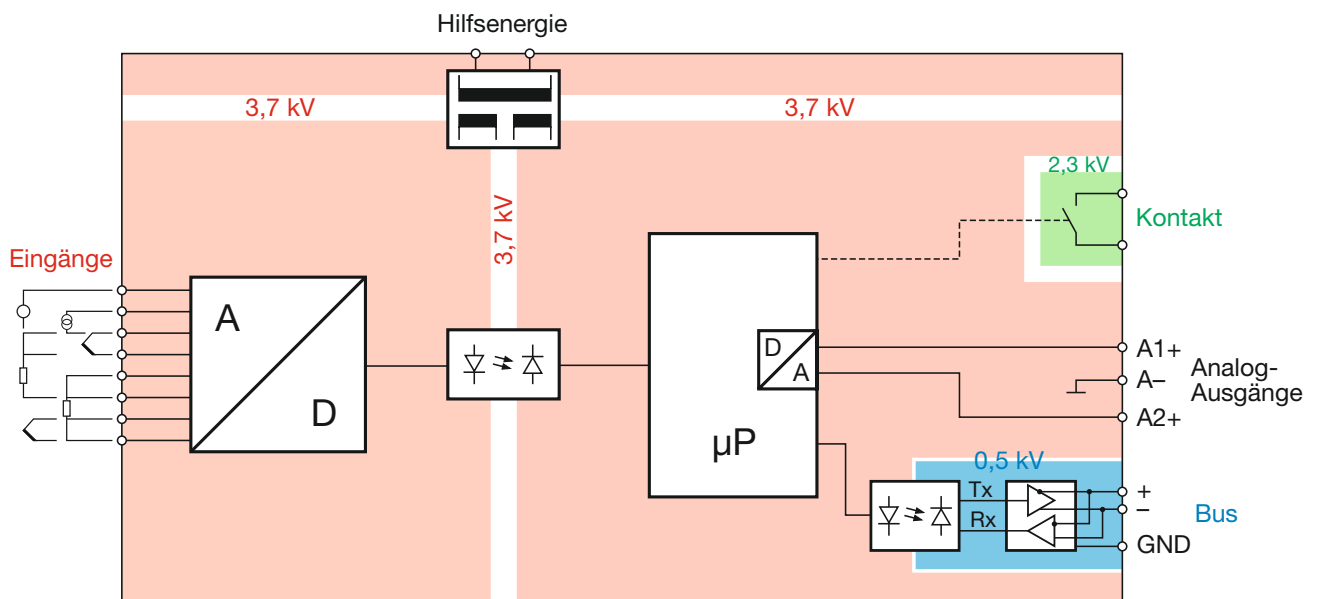 Hilfsenergie
3,7 kV
3,7 kV
2,3 kV
3,7 kV
Kontakt
Eingänge
A
D
D
A
µP
A1+
A–
A2+
Analog-
Ausgänge
0,5 kV
Tx
Rx
+
–
GND
Bus